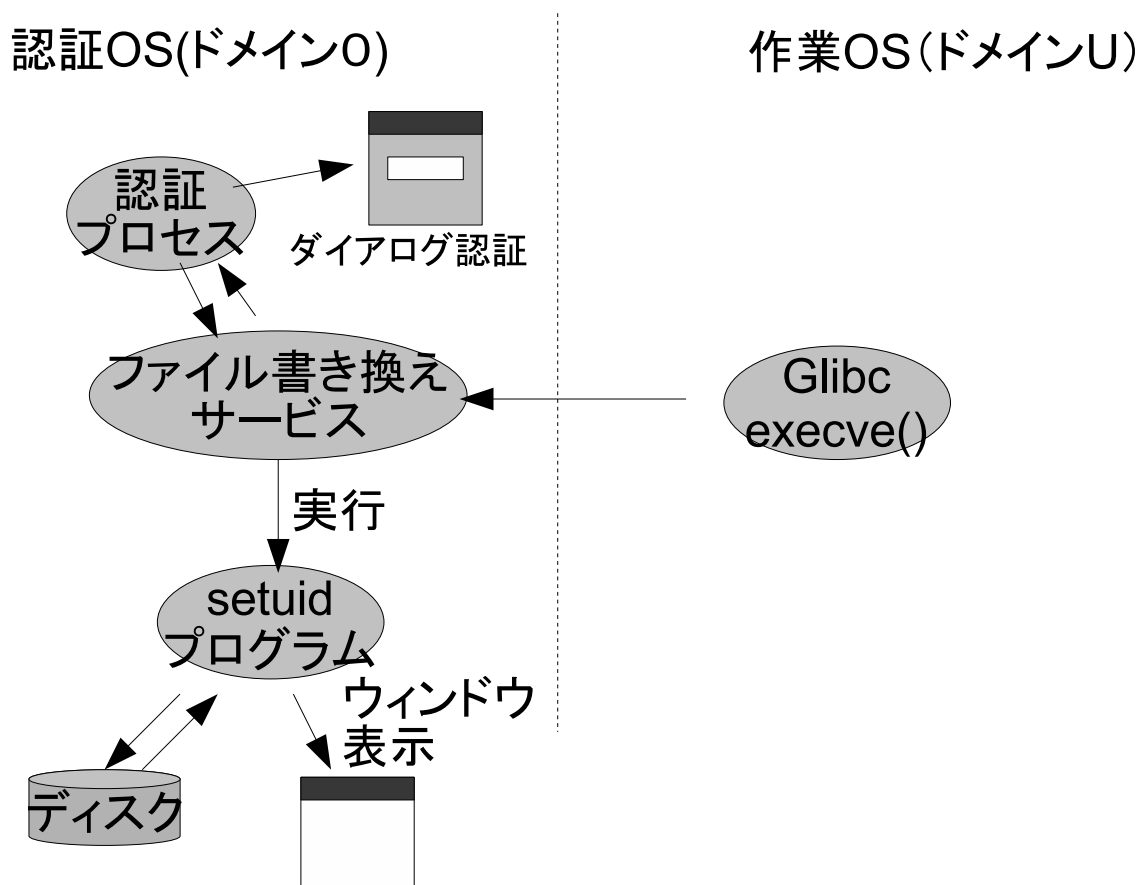 認証OS(ドメイン0)
作業OS(ドメインU)
認証
プロセス
ダイアログ認証
ファイル書き換え
サービス
Glibc
execve()
実行
setuid
プログラム
ウィンドウ
表示
ディスク